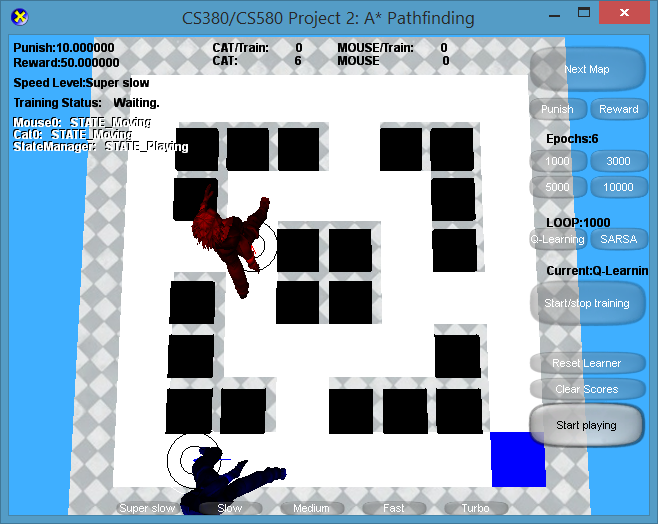 CS380/CS580 Project 2: A* Pathfinding
Punish:10.000000 CAT/Train: 0 MOUSE/Train: 0
Reward:50.000000 CAT: 6 MOUSE 0
Speed Level:Super slow
Training Status: Waiting.
Mouse0: STATE_Moving
Cat0: STATE_Moving
StateManager: STATE_Playing
Next Map
Punish Reward
Epochs:6
1000 3000
5000 10000
LOOP:1000
Q-Learning SARSA
Current:Q-Learnin
Start/stop training
Reset Learner
Clear Scores
Start playing
Super slow Slow Medium Fast Turbo